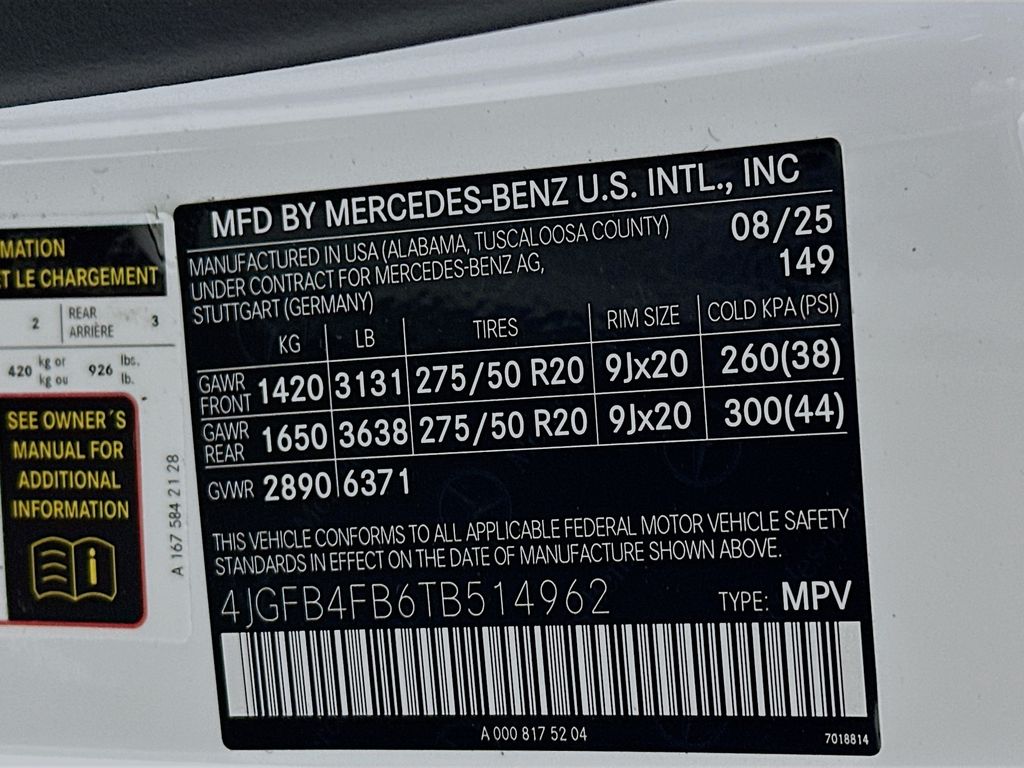 MATION
ET LE CHARGEMENT
2 REAR ARRIÈRE 3
420 kg or kg ou 926 lbs. lb.
SEE OWNER´S
MANUAL FOR
ADDITIONAL
INFORMATION
A 167 584 21 28
MFD BY MERCEDES-BENZ U.S. INTL., INC
MANUFACTURED IN USA (ALABAMA, TUSCALOOSA COUNTY)
UNDER CONTRACT FOR MERCEDES-BENZ AG,
STUTTGART (GERMANY)
08/25
149
KG LB TIRES RIM SIZE COLD KPA (PSI)
GAWR FRONT 1420 3131 275/50 R20 9Jx20 260(38)
GAWR REAR 1650 3638 275/50 R20 9Jx20 300(44)
GVWR 2890 6371
THIS VEHICLE CONFORMS TO ALL APPLICABLE FEDERAL MOTOR VEHICLE SAFETY
STANDARDS IN EFFECT ON THE DATE OF MANUFACTURE SHOWN ABOVE.
4JGFB4FB6TB514962 TYPE: MPV
A 000 817 52 04
7018814